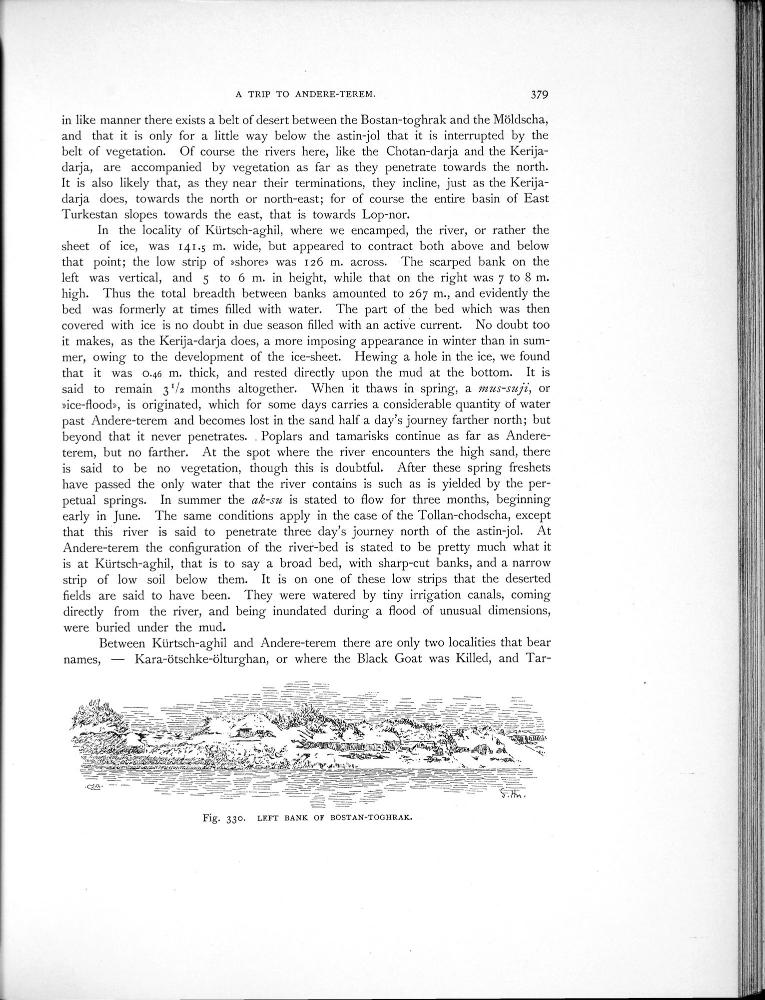 A TRIP TO ANDERE-TEREM. 379
in like manner there exists a belt of desert between the Bostan-toghrak and the Möldscha,
and that it is only for a little way below the astin-jol that it is interrupted by the
belt of vegetation. Of course the rivers here, like the Chotan-darja and the Kerija-
darja, are accompanied by vegetation as far as they penetrate towards the north.
It is also likely that, as they near their terminations, they incline, just as the Kerija-
darja does, towards the north or north-east; for of course the entire basin of East
Turkestan slopes towards the east, that is towards Lop-nor.
In the locality of Kürtsch-aghil, where we encamped, the river, or rather the
sheet of ice, was 141.5 m. wide, but appeared to contract both above and below
that point; the low strip of »shore» was 126 m. across. The scarped bank on the
left was vertical, and 5 to 6 m. in height, while that on the right was 7 to 8 m.
high. Thus the total breadth between banks amounted to 267 m., and evidently the
bed was formerly at times filled with water. The part of the bed which was then
covered with ice is no doubt in due season filled with an active current. No doubt too
it makes, as the Kerija-darja does, a more imposing appearance in winter than in sum-
mer, owing to the development of the ice-sheet. Hewing a hole in the ice, we found
that it was 0.46 m. thick, and rested directly upon the mud at the bottom. It is
said to remain 3 1/2 months altogether. When it thaws in spring, a mus-suji, or
»ice-flood», is originated, which for some days carries a considerable quantity of water
past Andere-terem and becomes lost in the sand half a day's journey farther north; but
beyond that it never penetrates. Poplars and tamarisks continue as far as Andere-
terem, but no farther. At the spot where the river encounters the high sand, there
is said to be no vegetation, though this is doubtful. After these spring freshets
have passed the only water that the river contains is such as is yielded by the per-
petual springs. In summer the ak-su is stated to flow for three months, beginning
early in June. The same conditions apply in the case of the Tollan-chodscha, except
that this river is said to penetrate three day's journey north of the astin-jol. At
Andere-terem the configuration of the river-bed is stated to be pretty much what it
is at Kürtsch-aghil, that is to say a broad bed, with sharp-cut banks, and a narrow
strip of low soil below them. It is on one of these low strips that the deserted
fields are said to have been. They were watered by tiny irrigation canals, coming
directly from the river, and being inundated during a flood of unusual dimensions,
were buried under the mud.
Between Kürtsch-aghil and Andere-terem there are only two localities that bear
names, — Kara-ötschke-ölturghan, or where the Black Goat was Killed, and Tar-
S. Hn.
Fig. 330. LEFT BANK OF BOSTAN-TOGHRAK.